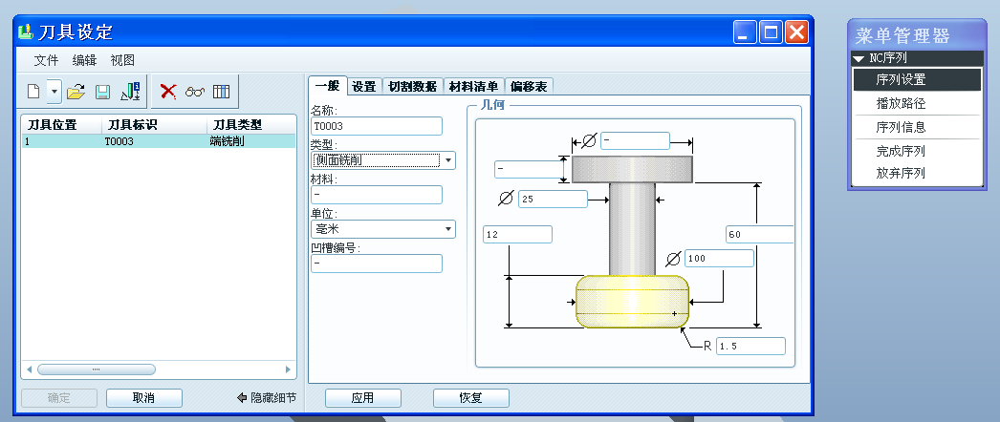 刀具设定
文件 编辑 视图
刀具位置 刀具标识 刀具类型
1 T0003 端铣削
确定 取消 隐藏细节
一般 设置 切割数据 材料清单 偏移表
名称:
T0003
类型:
侧面铣削
材料:
-
单位:
毫米
凹槽编号:
-
几何
Ø -
-
Ø 25
12
60
Ø 100
R 1.5
应用 恢复
菜单管理器
NC序列
序列设置
播放路径
序列信息
完成序列
放弃序列